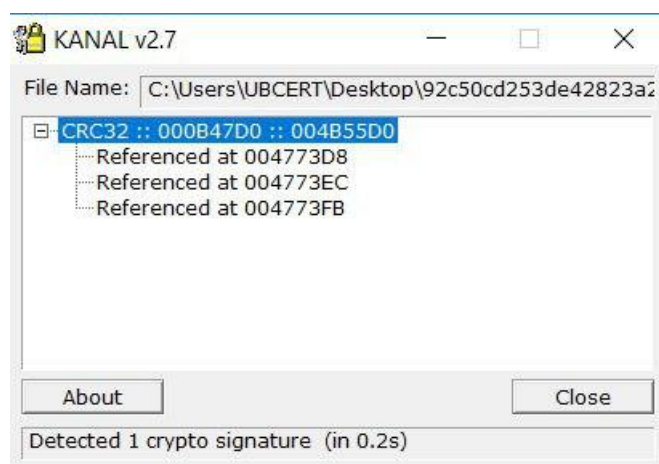 KANAL v2.7
File Name: C:\Users\UBCERT\Desktop\92c50cd253de42823a2
CRC32 :: 000B47D0 :: 004B55D0
Referenced at 004773D8
Referenced at 004773EC
Referenced at 004773FB
About Close
Detected 1 crypto signature (in 0.2s)